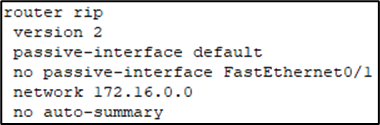 router rip
version 2
passive-interface default
no passive-interface FastEthernet0/1
network 172.16.0.0
no auto-summary